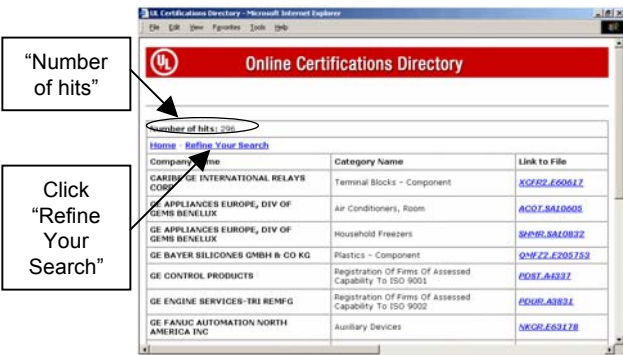 UL Certifications Directory - Microsoft Internet Explorer
File Edit View Favorites Tools Help
UL
Online Certifications Directory
“Number
of hits”
Number of hits: 296
Home - Refine Your Search
Company Name Category Name Link to File
CARIBE GE INTERNATIONAL RELAYS
CORP
Terminal Blocks - Component
XCFR2.E60617
GE APPLIANCES EUROPE, DIV OF
GEMS BENELUX
Air Conditioners, Room
ACOT.SA10605
GE APPLIANCES EUROPE, DIV OF
GEMS BENELUX
Household Freezers
SHMR.SA10832
GE BAYER SILICONES GMBH & CO KG
Plastics - Component
QMFZ2.E205753
GE CONTROL PRODUCTS
Registration Of Firms Of Assessed
Capability To ISO 9001
PDST.A4337
GE ENGINE SERVICES-TRI REMFG
Registration Of Firms Of Assessed
Capability To ISO 9002
PDUR.A3831
GE FANUC AUTOMATION NORTH
AMERICA INC
Auxiliary Devices
NKCR.E63178
Click
“Refine
Your
Search”